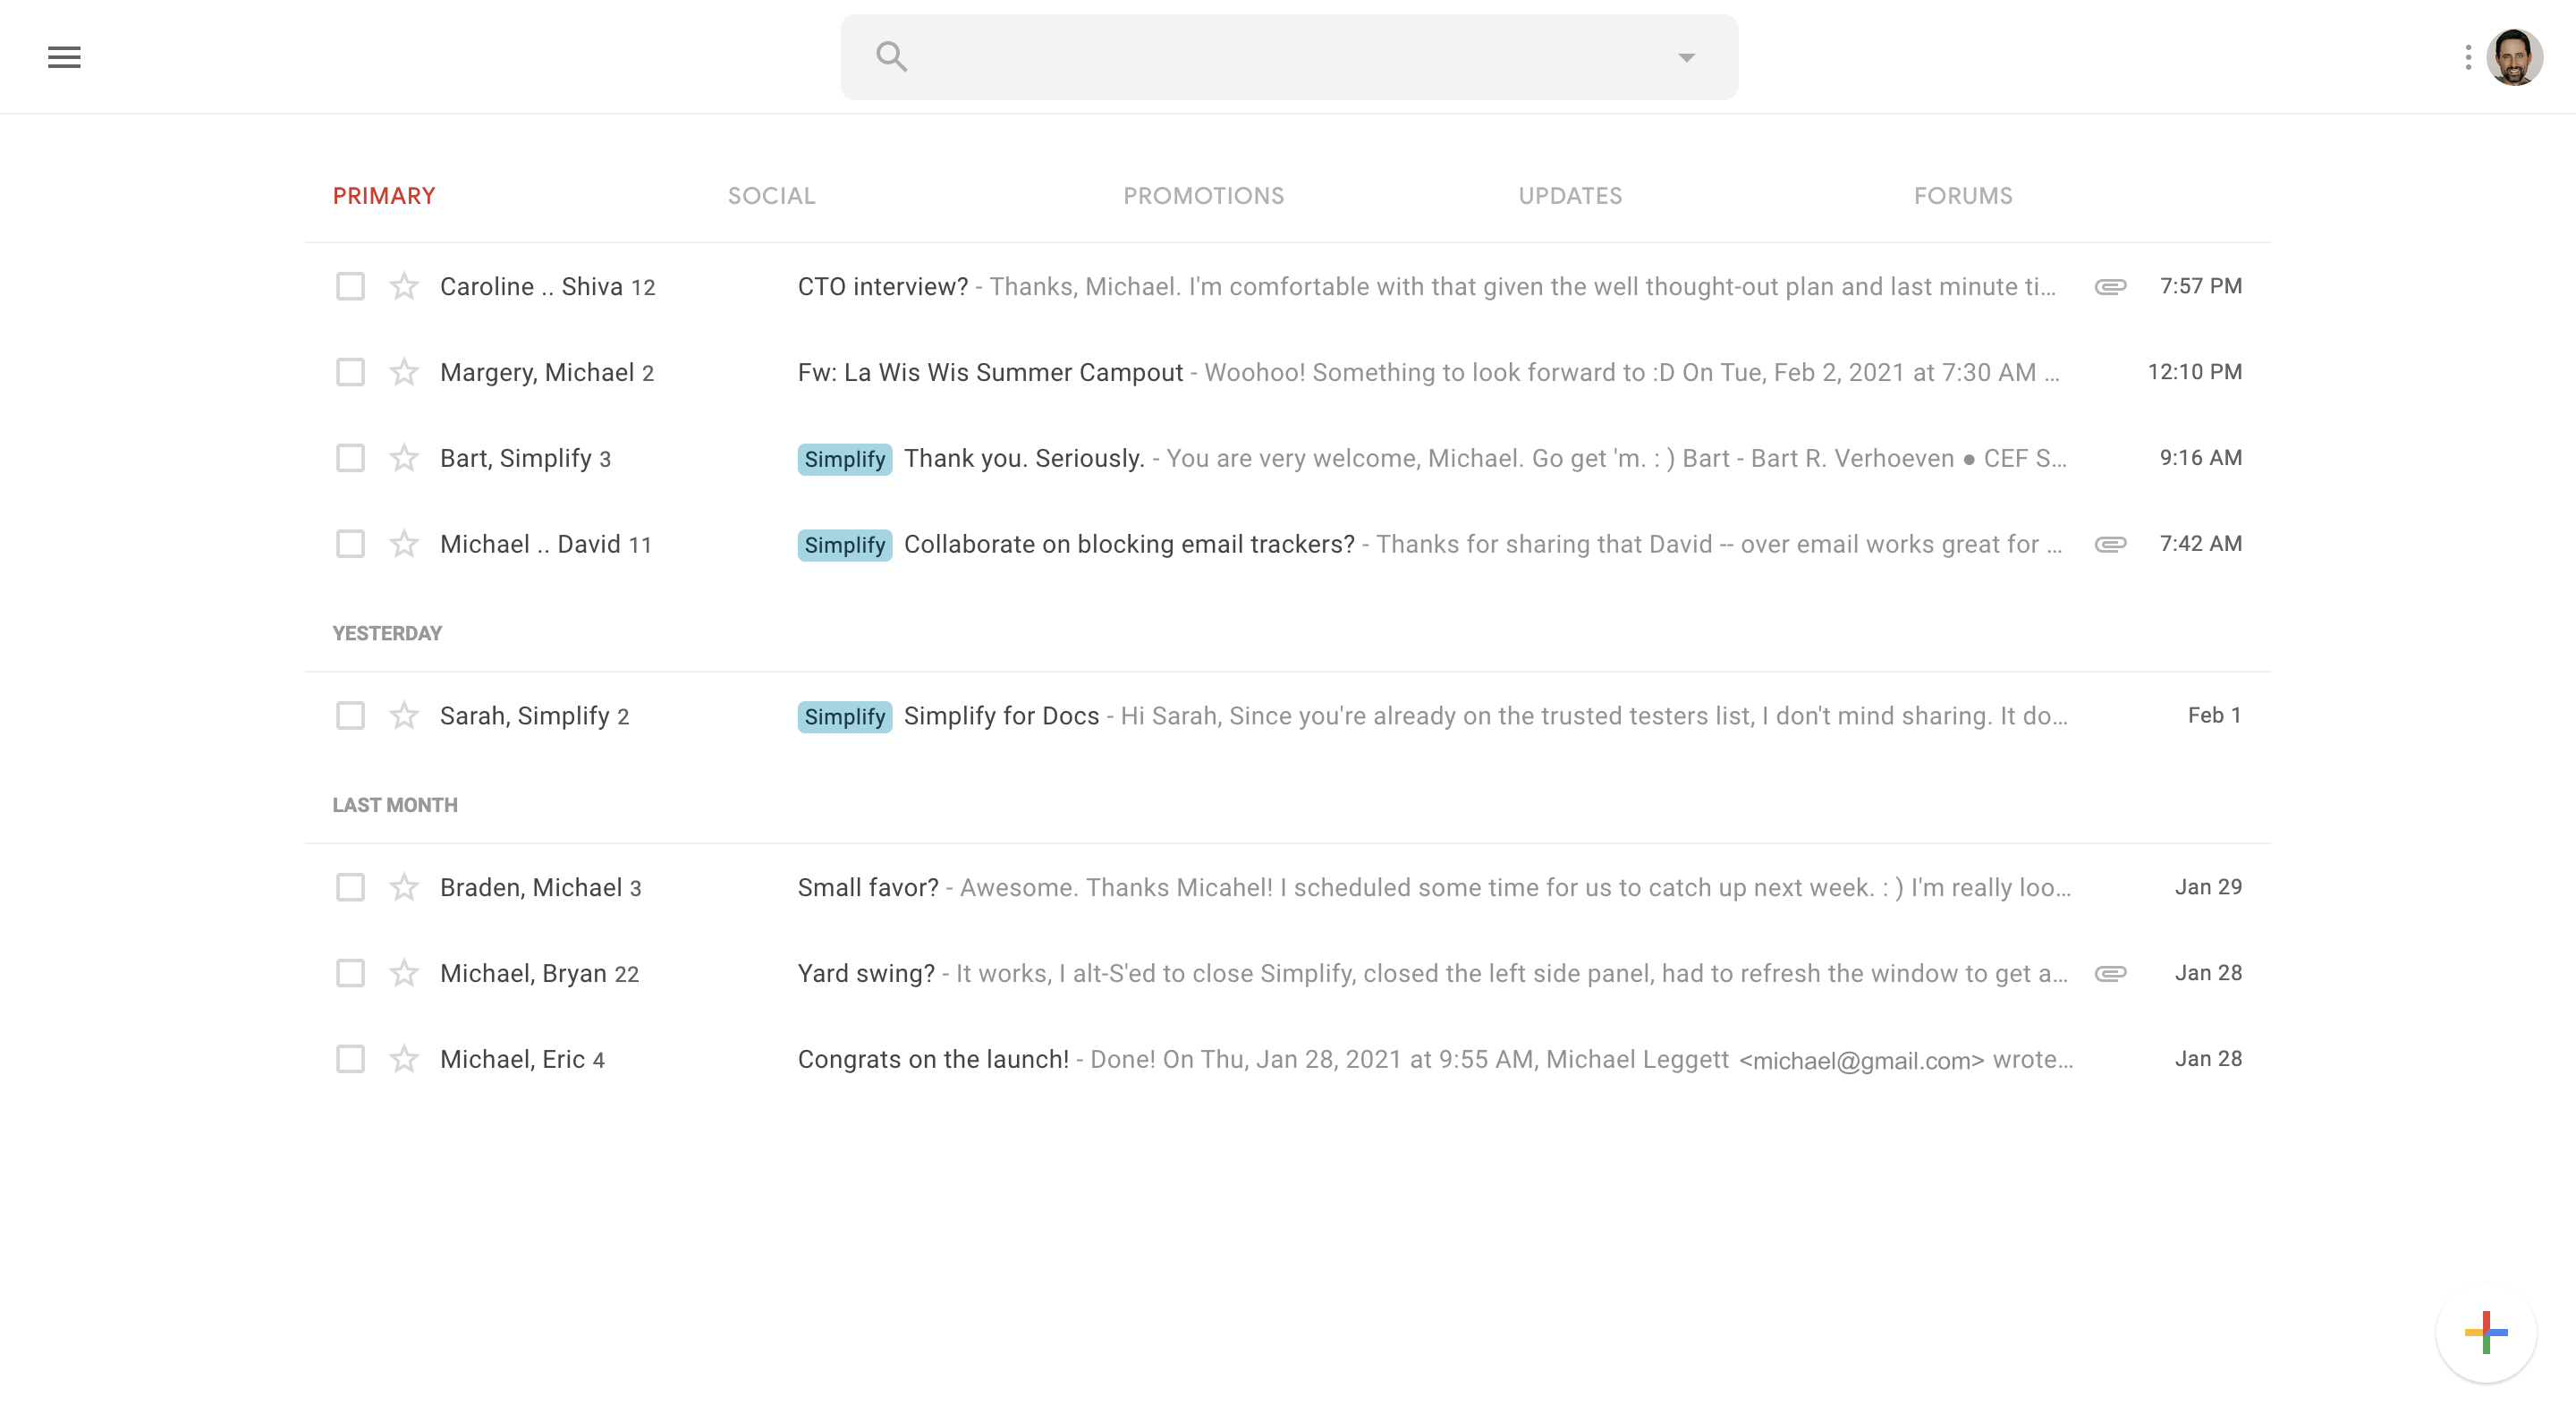 PRIMARY SOCIAL PROMOTIONS UPDATES FORUMS
Caroline .. Shiva 12 CTO interview? - Thanks, Michael. I'm comfortable with that given the well thought-out plan and last minute ti... 7:57 PM
Margery, Michael 2 Fw: La Wis Wis Summer Campout - Woohoo! Something to look forward to :D On Tue, Feb 2, 2021 at 7:30 AM ... 12:10 PM
Bart, Simplify 3 Simplify Thank you. Seriously. - You are very welcome, Michael. Go get 'm. : ) Bart - Bart R. Verhoeven ● CEF S... 9:16 AM
Michael .. David 11 Simplify Collaborate on blocking email trackers? - Thanks for sharing that David -- over email works great for ... 7:42 AM
YESTERDAY
Sarah, Simplify 2 Simplify Simplify for Docs - Hi Sarah, Since you're already on the trusted testers list, I don't mind sharing. It do... Feb 1
LAST MONTH
Braden, Michael 3 Small favor? - Awesome. Thanks Micahel! I scheduled some time for us to catch up next week. : ) I'm really loo... Jan 29
Michael, Bryan 22 Yard swing? - It works, I alt-S'ed to close Simplify, closed the left side panel, had to refresh the window to get a... Jan 28
Michael, Eric 4 Congrats on the launch! - Done! On Thu, Jan 28, 2021 at 9:55 AM, Michael Leggett <michael@gmail.com> wrote... Jan 28